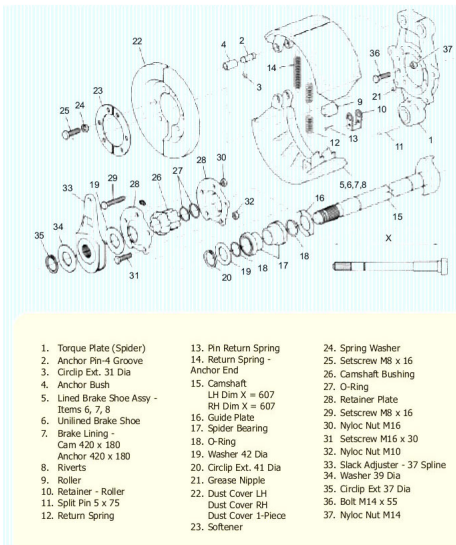 2
22
4
37
14
36
23
3
9
21
10
24
25
12
13
11
1
28
30
27
33
19
29
28
26
5,6,7,8
32
16
34
15
35
X
18
31
17
18
19
20
1. Torque Plate (Spider)
2. Anchor Pin-4 Groove
3. Circlip Ext. 31 Dia
4. Anchor Bush
5. Lined Brake Shoe Assy -
Items 6, 7, 8
6. Unilined Brake Shoe
7. Brake Lining -
Cam 420 x 180
Anchor 420 x 180
8. Riverts
9. Roller
10. Retainer - Roller
11. Split Pin 5 x 75
12. Return Spring
13. Pin Return Spring
14. Return Spring -
Anchor End
15. Camshaft
LH Dim X = 607
RH Dim X = 607
16. Guide Plate
17. Spider Bearing
18. O-Ring
19. Washer 42 Dia
20. Circlip Ext. 41 Dia
21. Grease Nipple
22. Dust Cover LH
Dust Cover RH
Dust Cover 1-Piece
23. Softener
24. Spring Washer
25. Setscrew M8 x 16
26. Camshaft Bushing
27. O-Ring
28. Retainer Plate
29. Setscrew M8 x 16
30. Nyloc Nut M16
31 Setscrew M16 x 30
32. Nyloc Nut M10
33. Slack Adjuster - 37 Spline
34. Washer 39 Dia
35. Circlip Ext 37 Dia
36. Bolt M14 x 55
37. Nyloc Nut M14